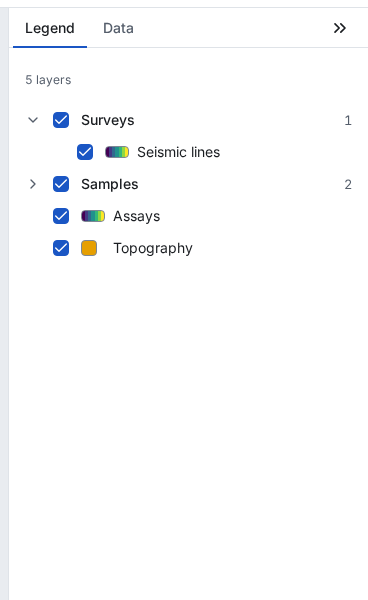 Legend Data
5 layers
Surveys 1
Seismic lines
Samples 2
Assays
Topography